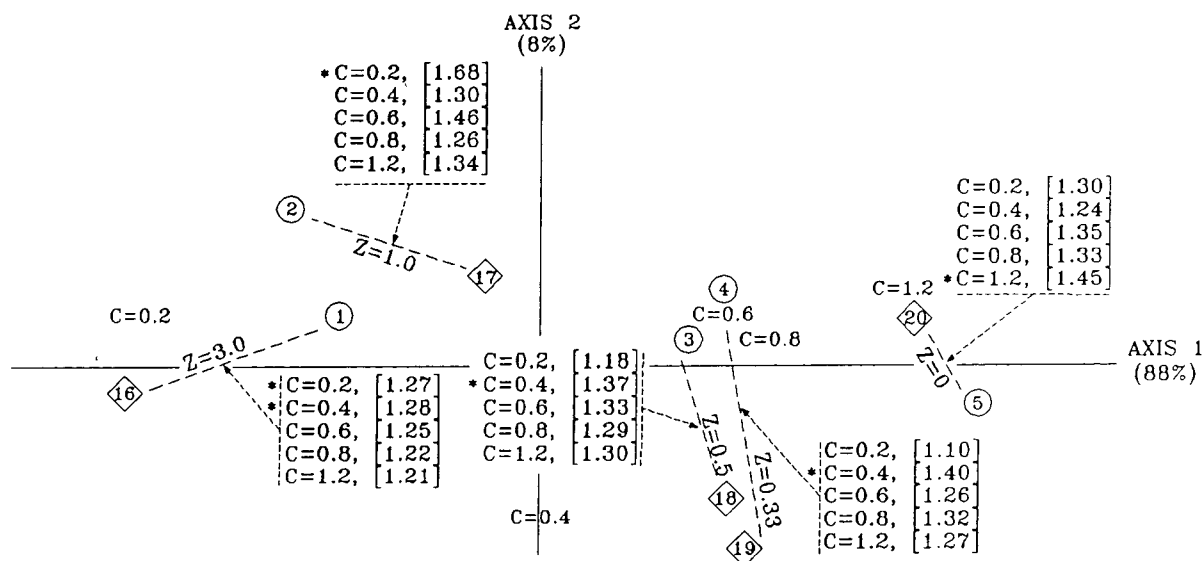 AXIS 2
(8%)
* C=0.2, [1.68]
C=0.4, [1.30]
C=0.6, [1.46]
C=0.8, [1.26]
C=1.2, [1.34]
C=0.2, [1.30]
C=0.4, [1.24]
C=0.6, [1.35]
C=0.8, [1.33]
* C=1.2, [1.45]
2
Z=1.0
17
C=0.2
1
Z=3.0
16
4
C=0.6
3
C=0.8
C=1.2
20
Z=0
5
AXIS 1
(88%)
* C=0.2, [1.27]
* C=0.4, [1.28]
C=0.6, [1.25]
C=0.8, [1.22]
C=1.2, [1.21]
C=0.2, [1.18]
* C=0.4, [1.37]
C=0.6, [1.33]
C=0.8, [1.29]
C=1.2, [1.30]
Z=0.5
18
Z=0.33
19
C=0.2, [1.10]
* C=0.4, [1.40]
C=0.6, [1.26]
C=0.8, [1.32]
C=1.2, [1.27]
C=0.4